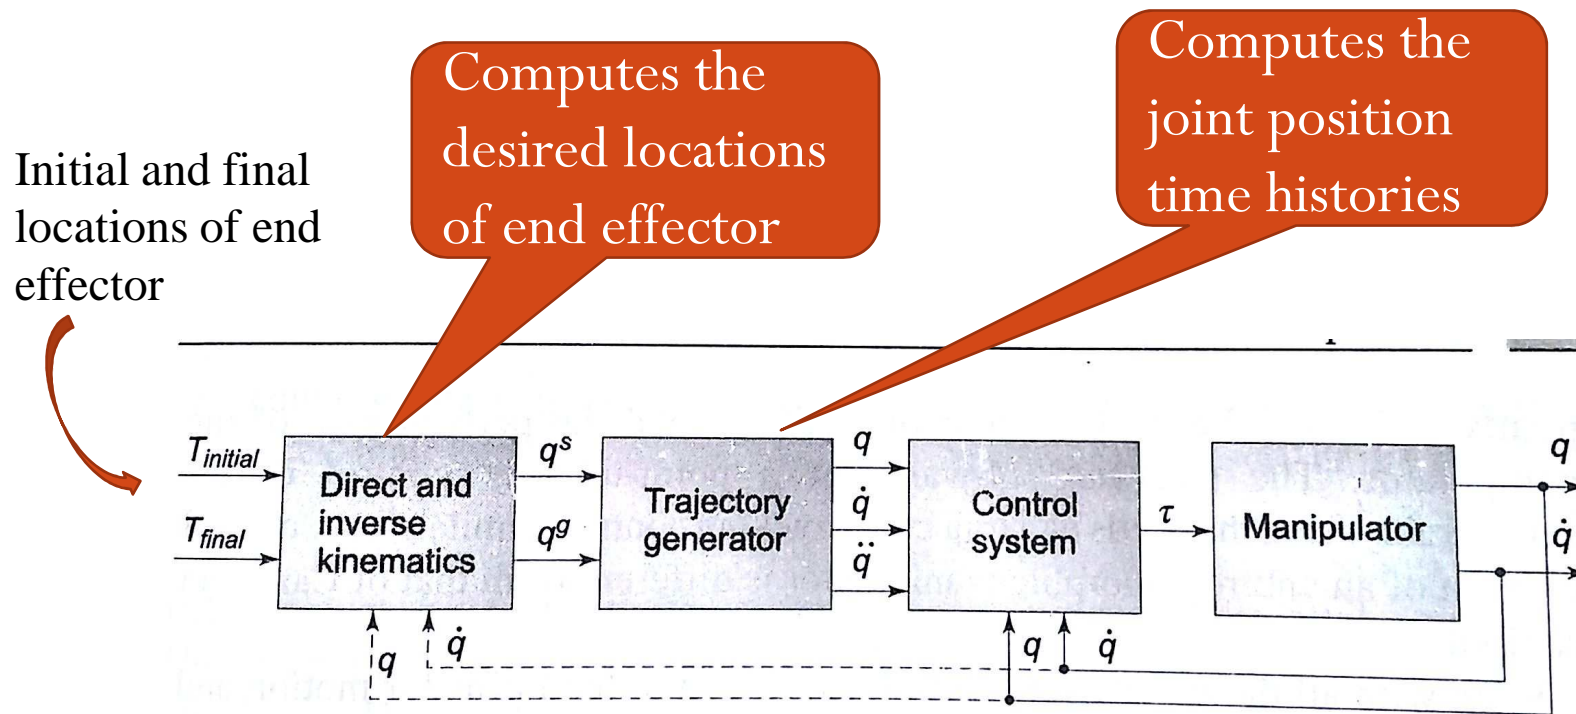 Computes the
desired locations
of end effector
Computes the
joint position
time histories
Initial and final
locations of end
effector
T_initial
T_final
Direct and
inverse
kinematics
q^s
q^g
Trajectory
generator
q
q̇
q̈
Control
system
τ
Manipulator
q
q̇
q
q̇
q
q̇